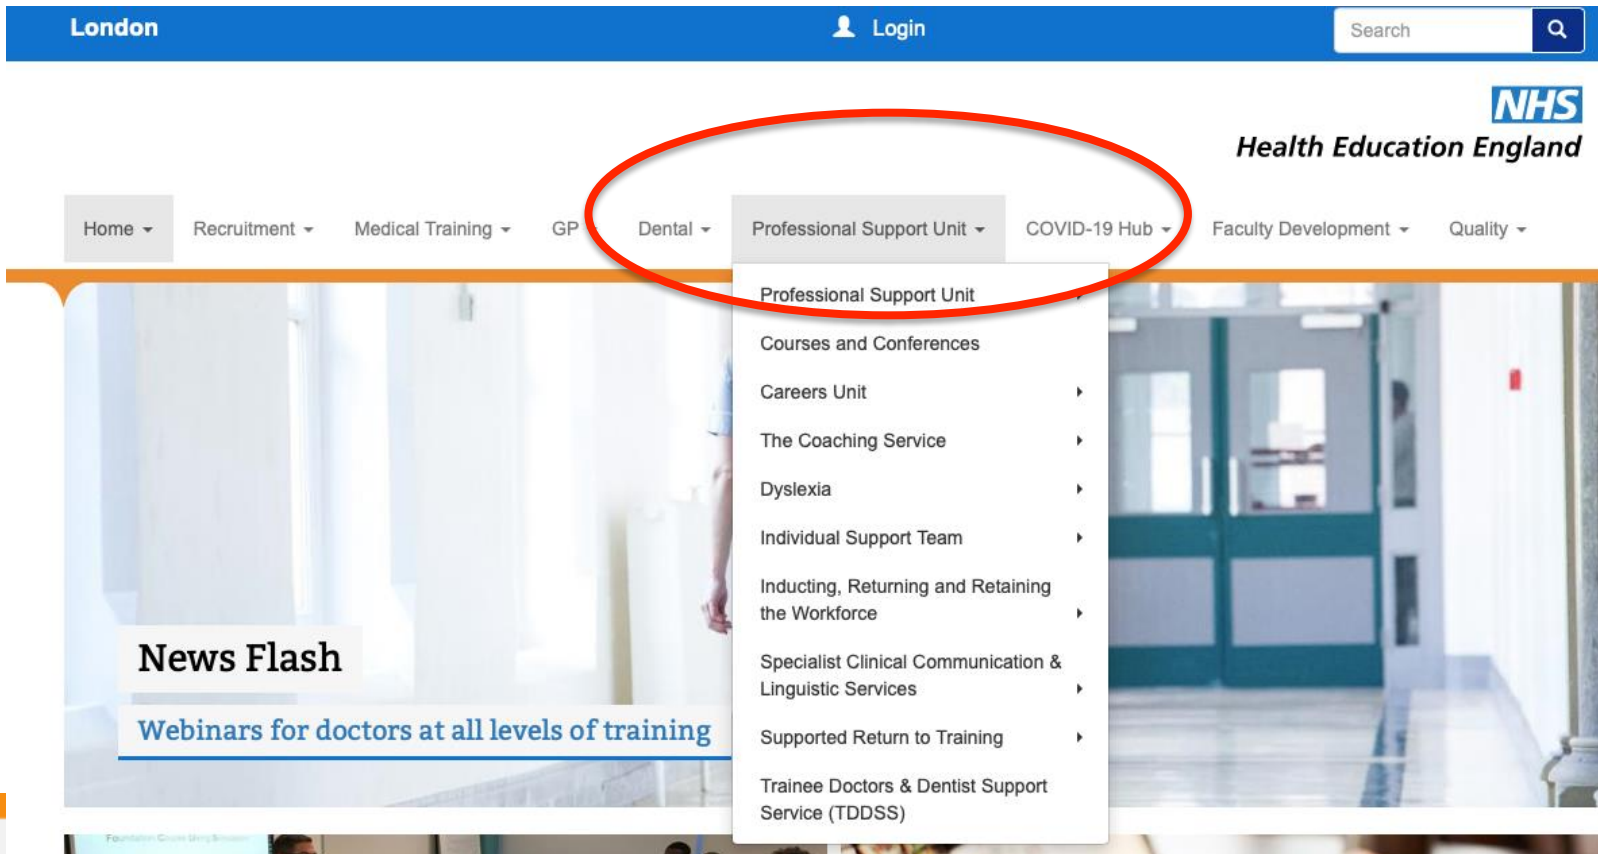 London
Login
Search
NHS
Health Education England
Home
Recruitment
Medical Training
GP
Dental
Professional Support Unit
COVID-19 Hub
Faculty Development
Quality
Professional Support Unit
Courses and Conferences
Careers Unit
The Coaching Service
Dyslexia
Individual Support Team
Inducting, Returning and Retaining
the Workforce
Specialist Clinical Communication &
Linguistic Services
Supported Return to Training
Trainee Doctors & Dentist Support
Service (TDDSS)
News Flash
Webinars for doctors at all levels of training